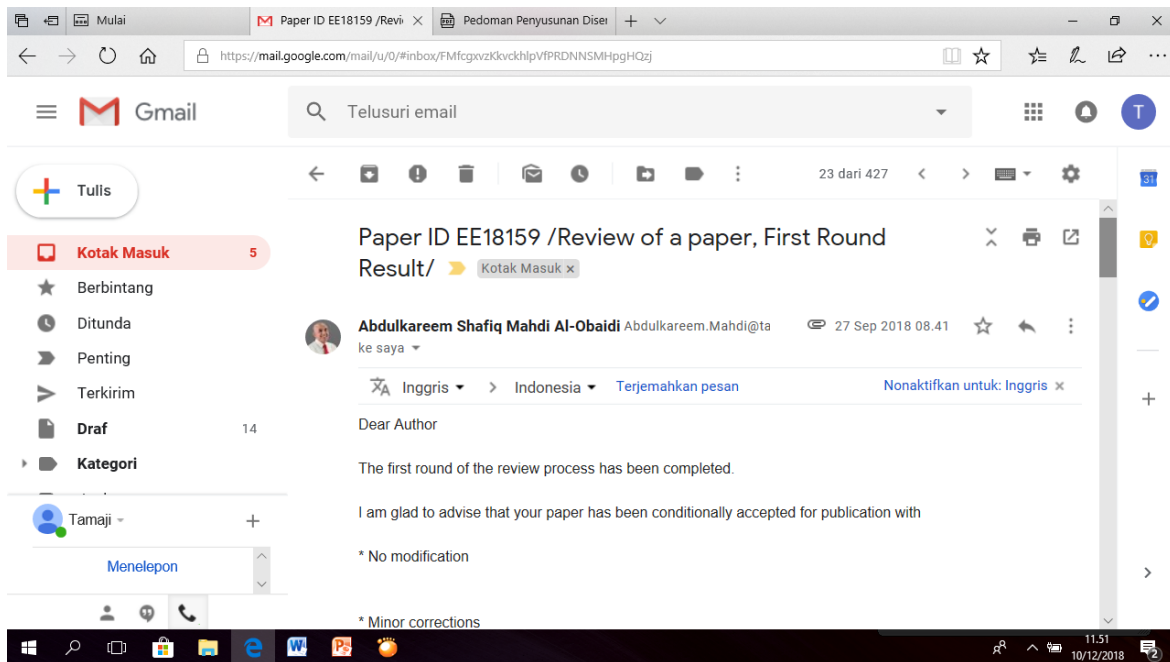 Mulai
Paper ID EE18159 /Revi
Pedoman Penyusunan Diser
https://mail.google.com/mail/u/0/#inbox/FMfcgxvzKkvckhlpVfPRDNNSMHpgHQzj
Gmail
Telusuri email
T
Tulls
23 dari 427
31
Kotak Masuk 5
Berbintang
Ditunda
Penting
Terkirim
Draf 14
Kategori
Tamaji
Menelepon
Paper ID EE18159 /Review of a paper, First Round
Result/ Kotak Masuk ×
Abdulkareem Shafiq Mahdi Al-Obaidi Abdulkareem.Mahdi@ta 27 Sep 2018 08.41
ke saya
Inggris > Indonesia Terjemahkan pesan Nonaktifkan untuk: Inggris ×
Dear Author
The first round of the review process has been completed.
I am glad to advise that your paper has been conditionally accepted for publication with
* No modification
* Minor corrections
11.51
10/12/2018
2